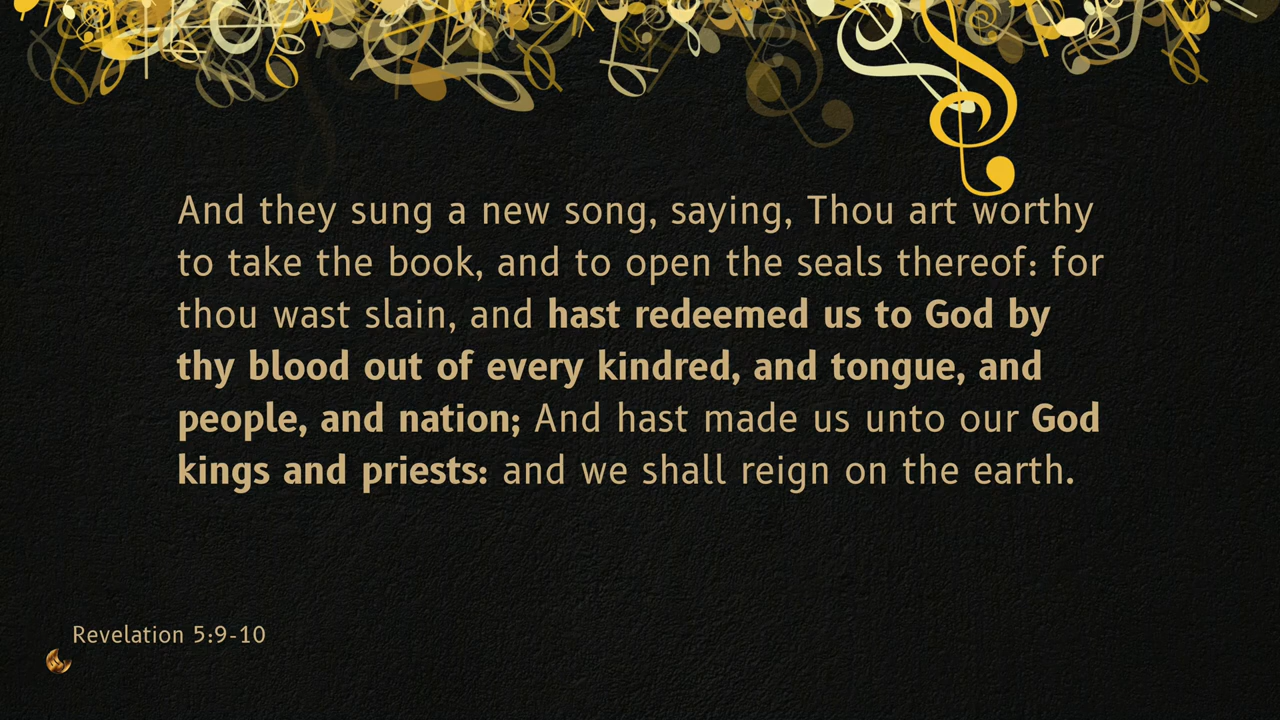 And they sung a new song, saying, Thou art worthy
to take the book, and to open the seals thereof: for
thou wast slain, and hast redeemed us to God by
thy blood out of every kindred, and tongue, and
people, and nation; And hast made us unto our God
kings and priests: and we shall reign on the earth.
Revelation 5:9-10